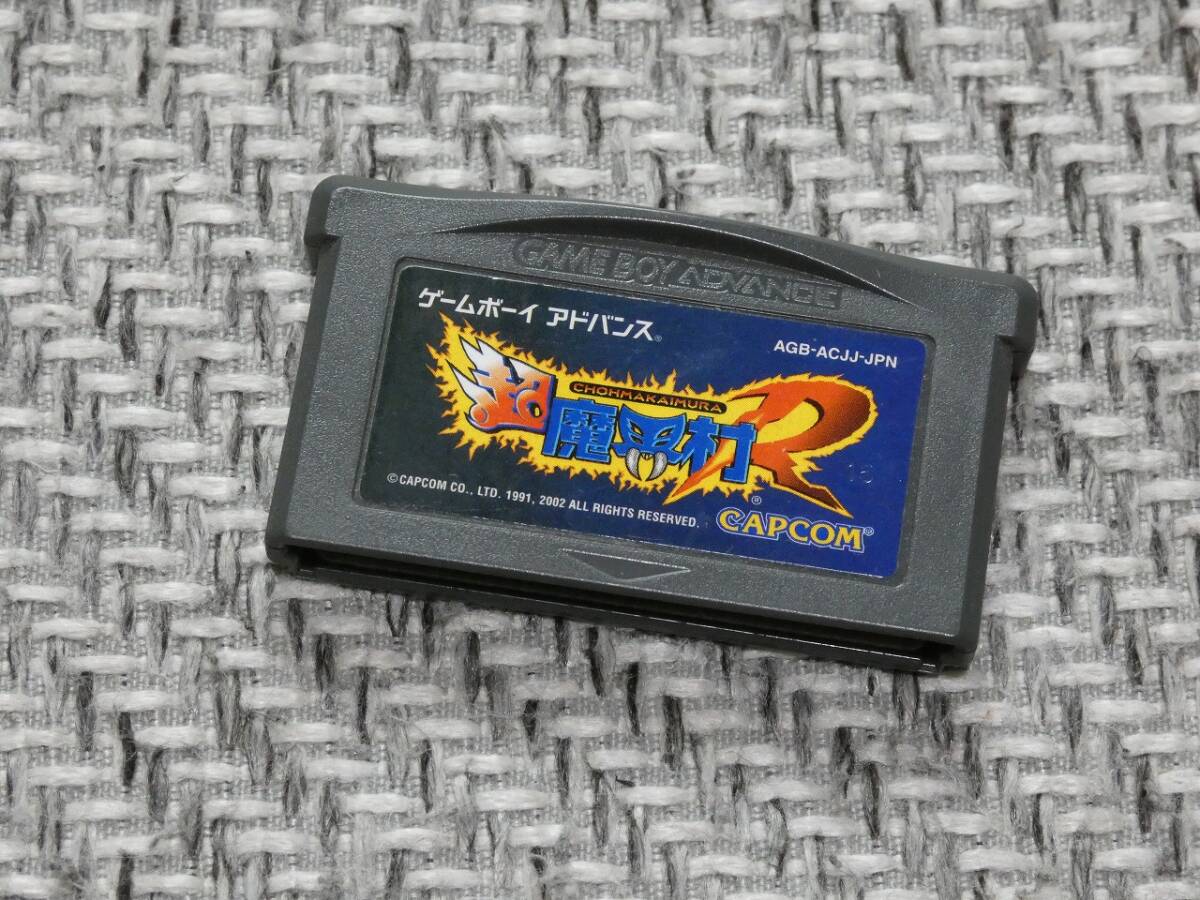 GAME BOY ADVANCE
ゲームボーイ アドバンス®
AGB-ACJJ-JPN
CHOHMAKAIMURA
超魔界村R
®
©CAPCOM CO., LTD. 1991, 2002 ALL RIGHTS RESERVED.
CAPCOM®
16